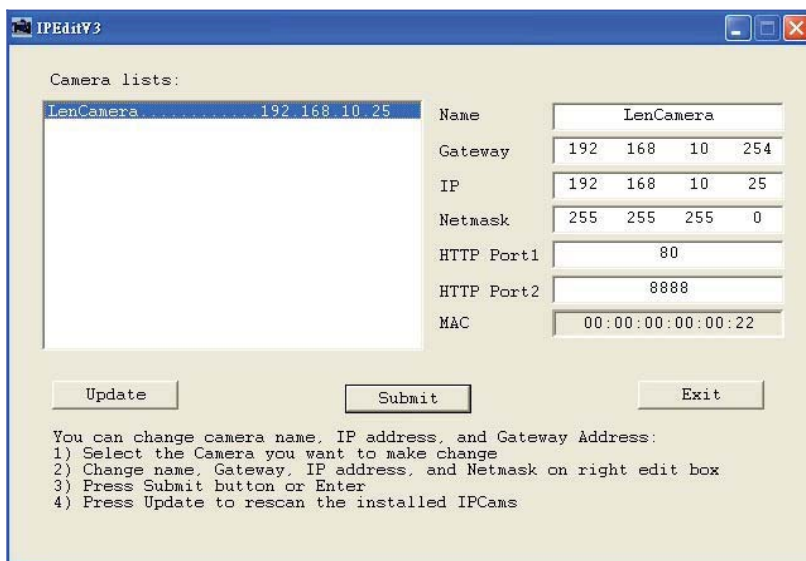 IPEditV3
Camera lists:
LenCamera............192.168.10.25
Name LenCamera
Gateway 192 168 10 254
IP 192 168 10 25
Netmask 255 255 255 0
HTTP Port1 80
HTTP Port2 8888
MAC 00:00:00:00:00:22
Update Submit Exit
You can change camera name, IP address, and Gateway Address:
1) Select the Camera you want to make change
2) Change name, Gateway, IP address, and Netmask on right edit box
3) Press Submit button or Enter
4) Press Update to rescan the installed IPCams